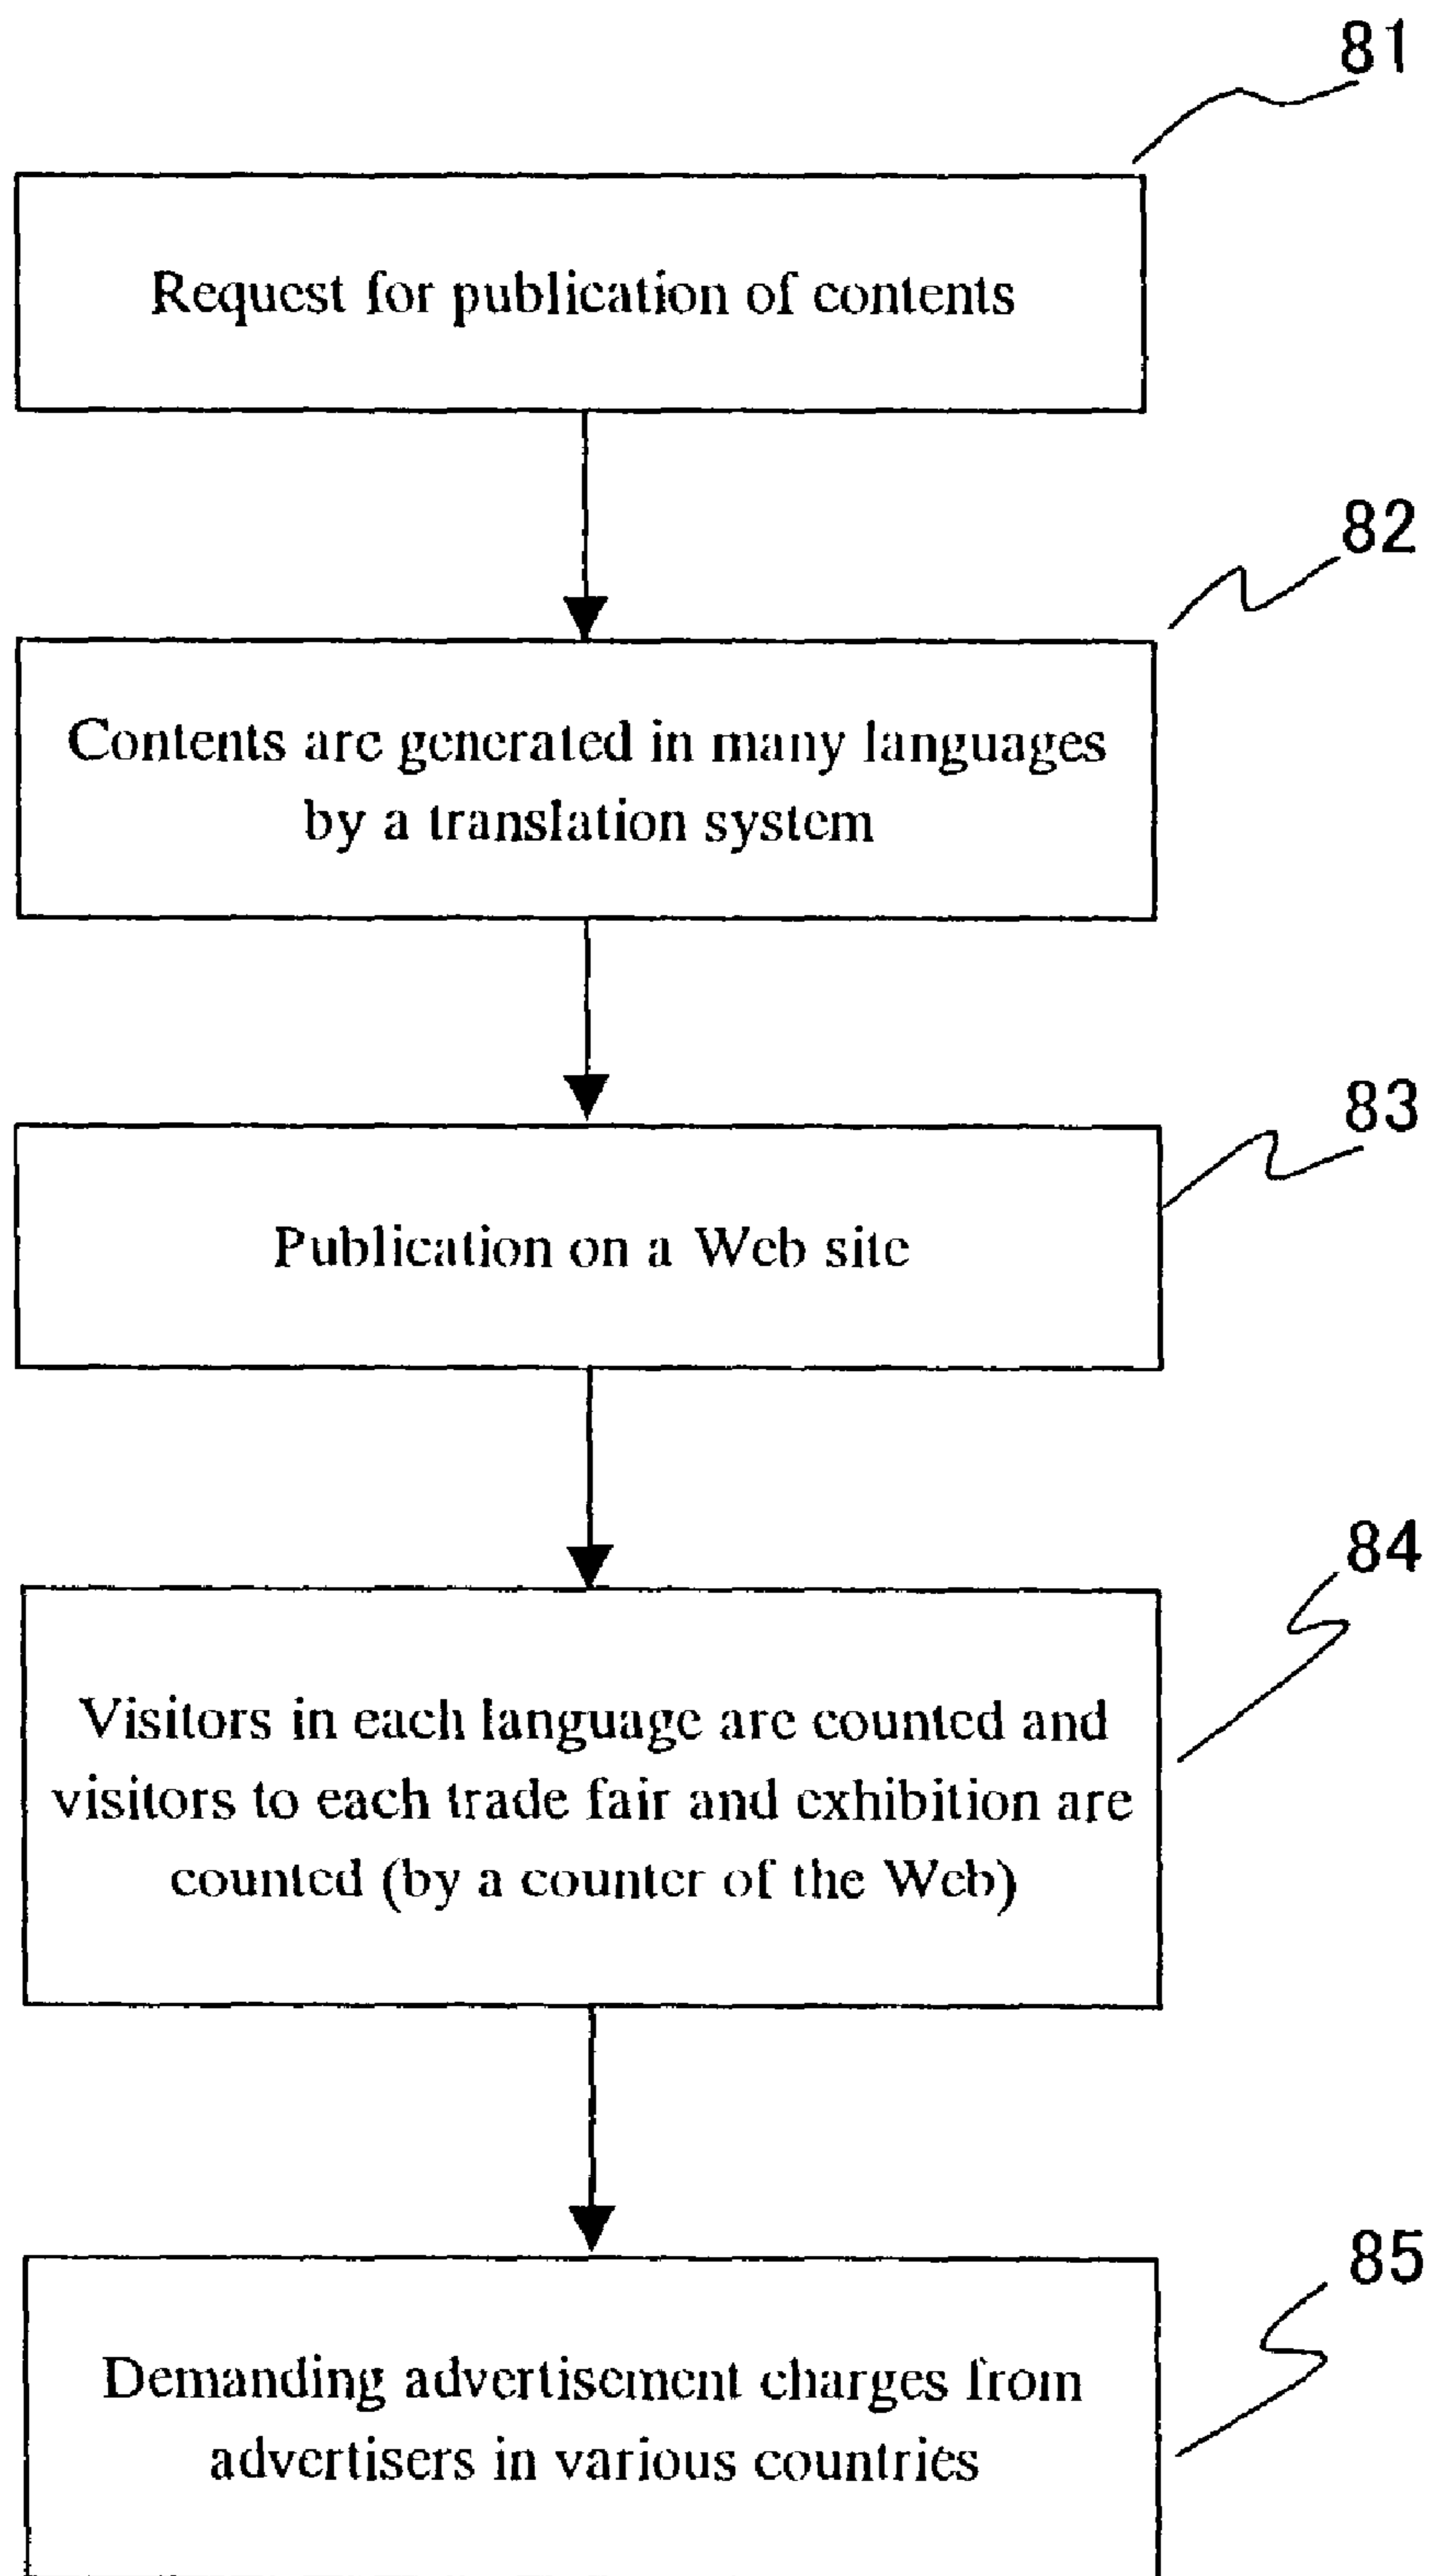 81
Request for publication of contents
82
Contents are generated in many languages
by a translation system
83
Publication on a Web site
84
Visitors in each language are counted and
visitors to each trade fair and exhibition are
counted (by a counter of the Web)
85
Demanding advertisement charges from
advertisers in various countries